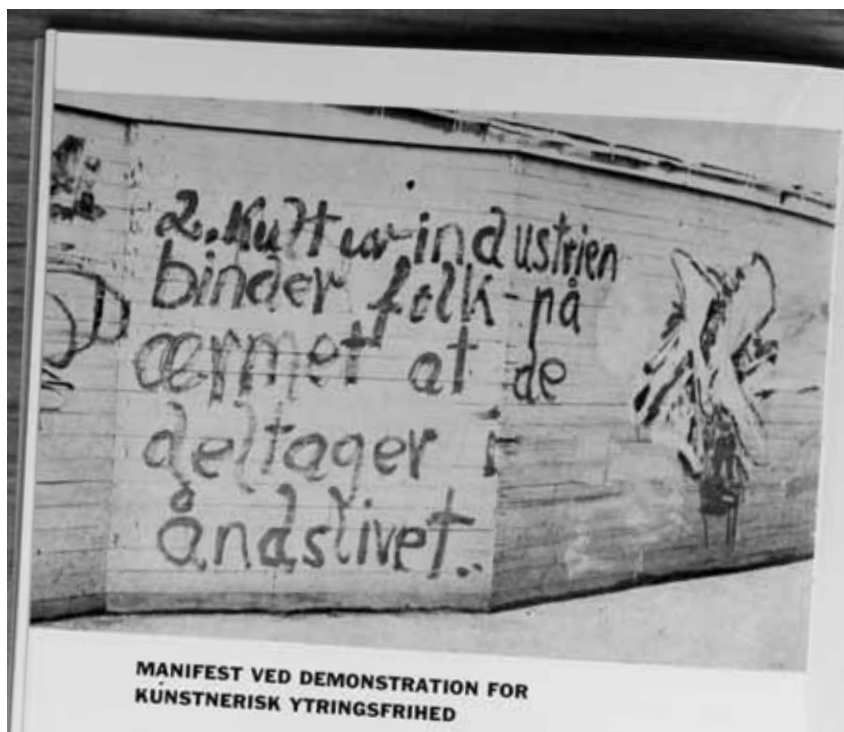 2. Kulturindustrien
binder folk på
ærmet at de
deltager i
åndslivet..
MANIFEST VED DEMONSTRATION FOR
KUNSTNERISK YTRINGSFRIHED